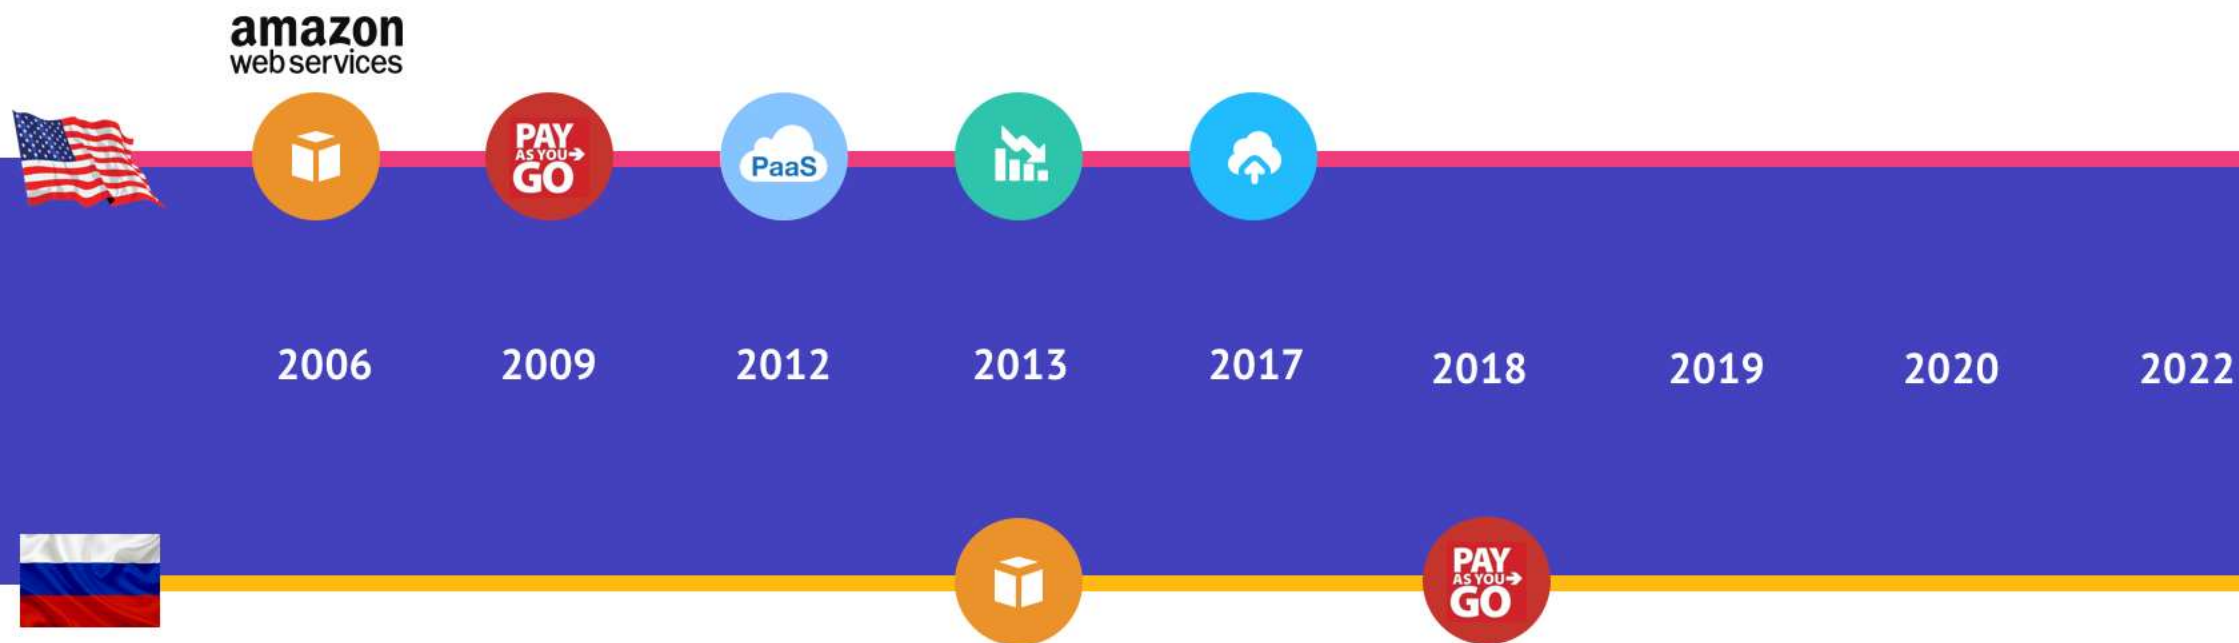 amazon
web services
PAY
AS YOU→
GO
PaaS
2006 2009 2012 2013 2017 2018 2019 2020 2022
PAY
AS YOU→
GO